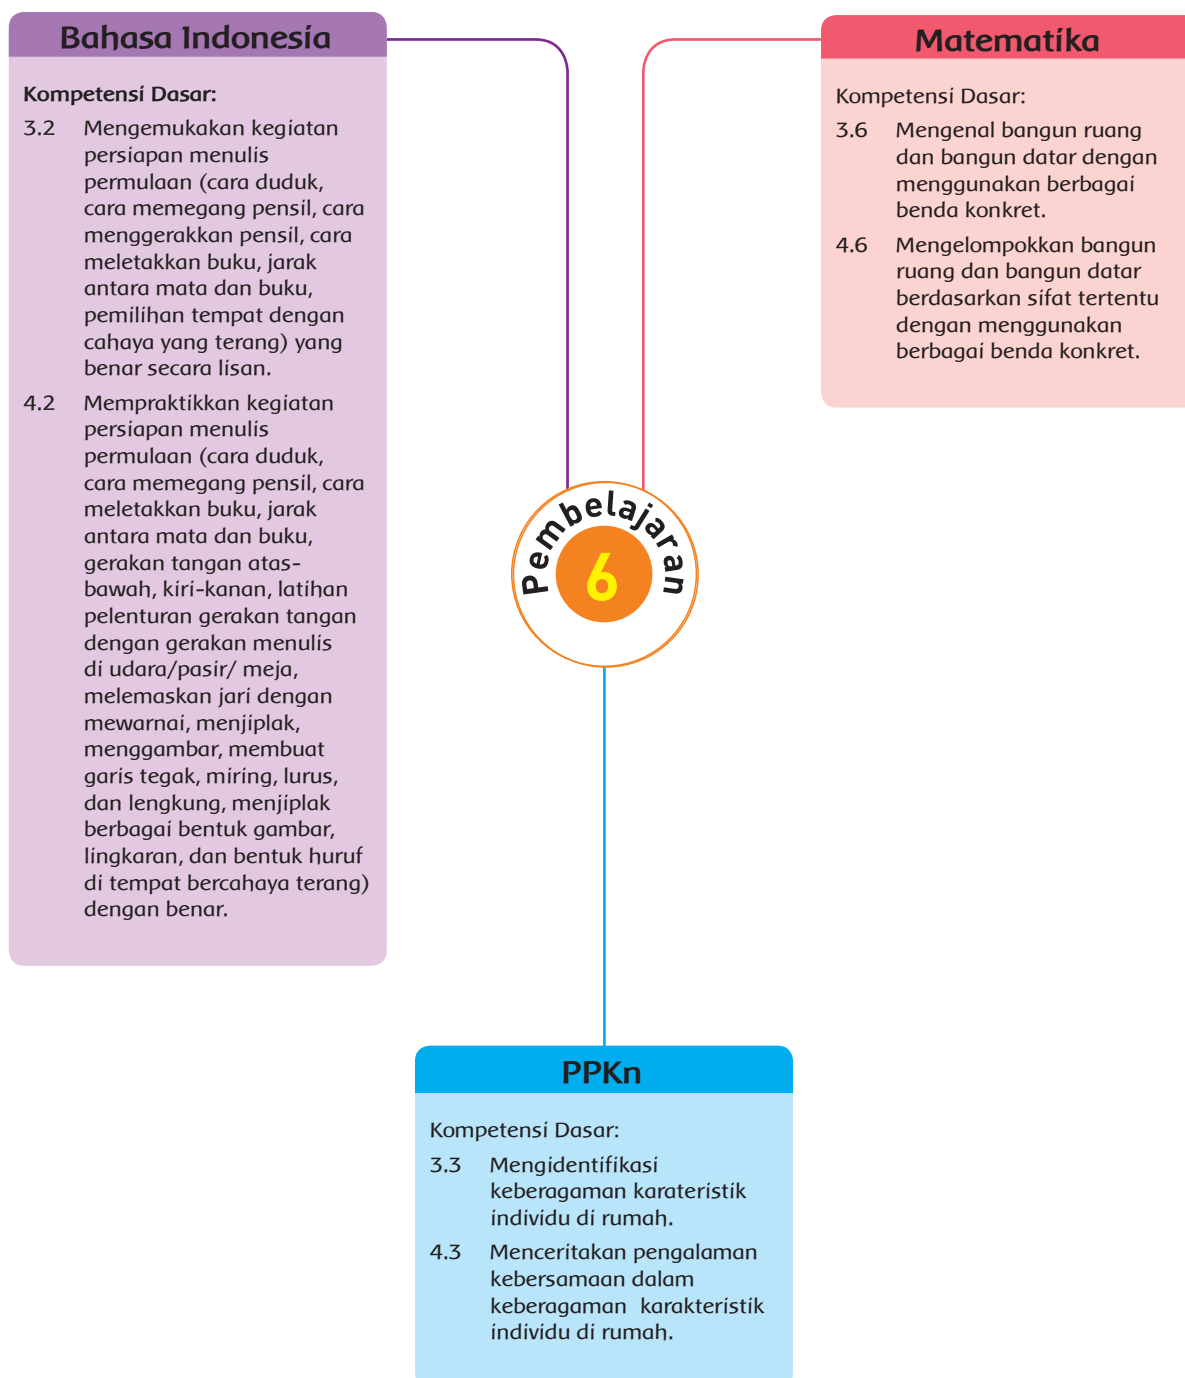 Bahasa Indonesia
Kompetensi Dasar:
3.2 Mengemukakan kegiatan
persiapan menulis
permulaan (cara duduk,
cara memegang pensil, cara
menggerakkan pensil, cara
meletakkan buku, jarak
antara mata dan buku,
pemilihan tempat dengan
cahaya yang terang) yang
benar secara lisan.
4.2 Mempraktikkan kegiatan
persiapan menulis
permulaan (cara duduk,
cara memegang pensil, cara
meletakkan buku, jarak
antara mata dan buku,
gerakan tangan atas-
bawah, kiri-kanan, latihan
pelenturan gerakan tangan
dengan gerakan menulis
di udara/pasir/ meja,
melemaskan jari dengan
mewarnai, menjiplak,
menggambar, membuat
garis tegak, miring, lurus,
dan lengkung, menjiplak
berbagai bentuk gambar,
lingkaran, dan bentuk huruf
di tempat bercahaya terang)
dengan benar.
Matematika
Kompetensi Dasar:
3.6 Mengenal bangun ruang
dan bangun datar dengan
menggunakan berbagai
benda konkret.
4.6 Mengelompokkan bangun
ruang dan bangun datar
berdasarkan sifat tertentu
dengan menggunakan
berbagai benda konkret.
Pembelajaran
6
PPKn
Kompetensi Dasar:
3.3 Mengidentifikasi
keberagaman karateristik
individu di rumah.
4.3 Menceritakan pengalaman
kebersamaan dalam
keberagaman karakteristik
individu di rumah.